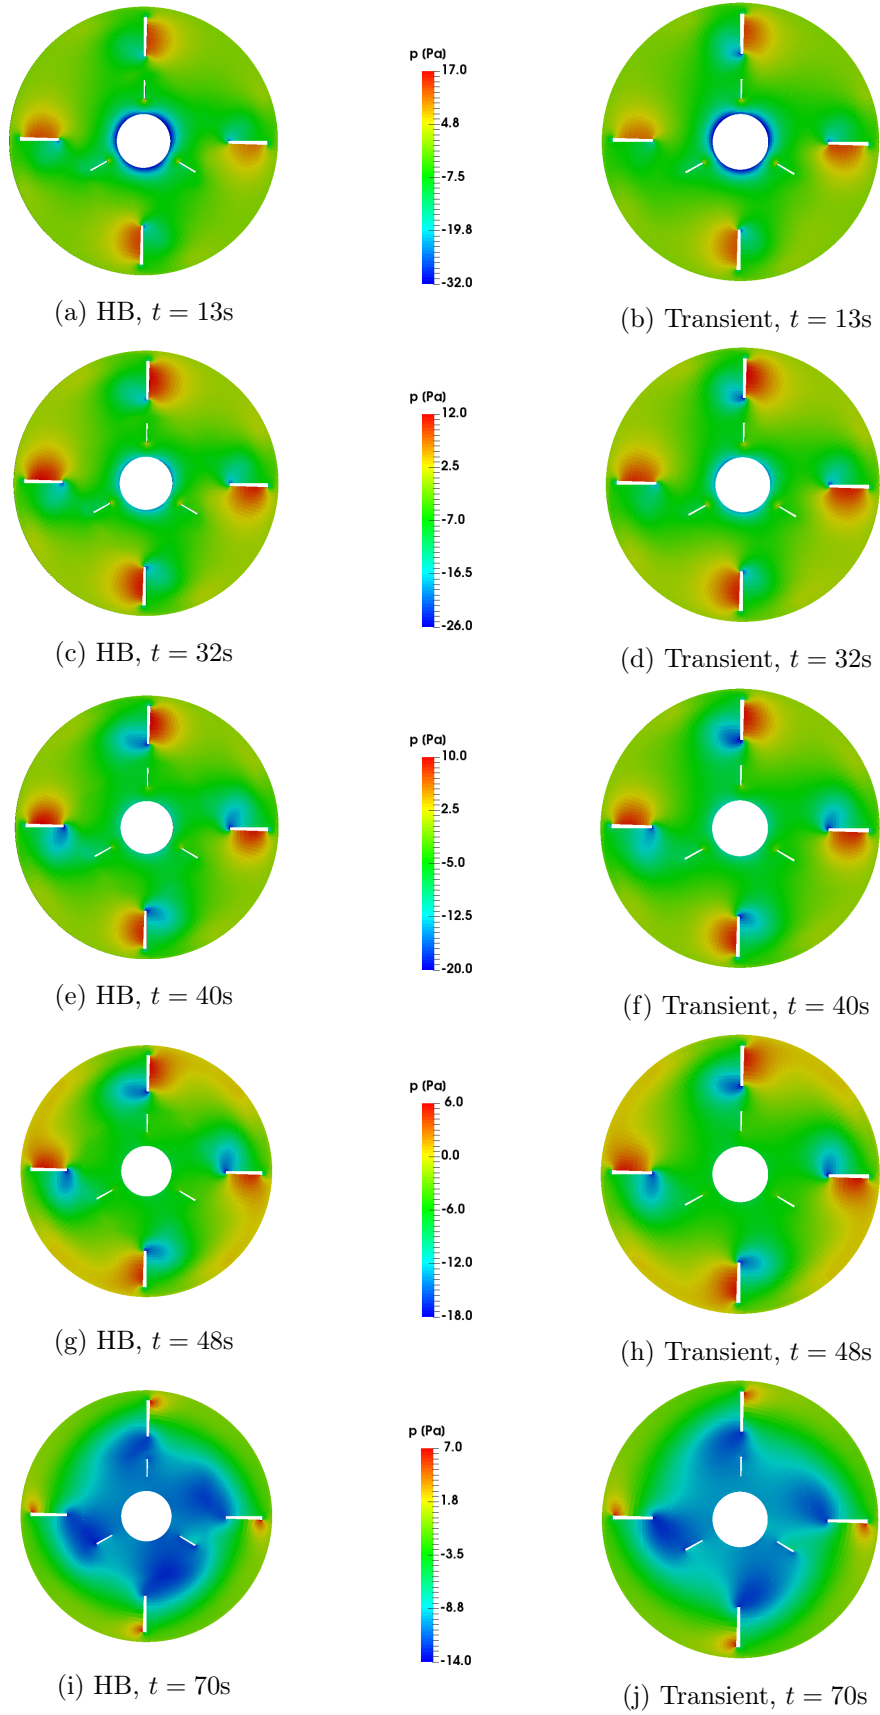 p (Pa)
17.0
4.8
-7.5
-19.8
-32.0
(a) HB, t = 13s
(b) Transient, t = 13s
p (Pa)
12.0
2.5
-7.0
-16.5
-26.0
(c) HB, t = 32s
(d) Transient, t = 32s
p (Pa)
10.0
2.5
-5.0
-12.5
-20.0
(e) HB, t = 40s
(f) Transient, t = 40s
p (Pa)
6.0
0.0
-6.0
-12.0
-18.0
(g) HB, t = 48s
(h) Transient, t = 48s
p (Pa)
7.0
1.8
-3.5
-8.8
-14.0
(i) HB, t = 70s
(j) Transient, t = 70s